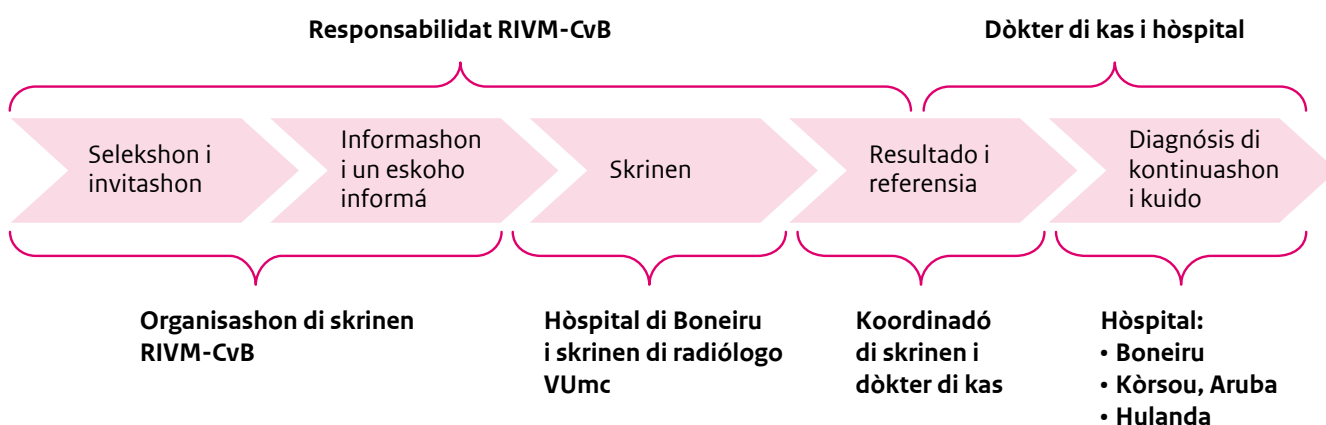 Responsabilidat RIVM-CvB
Dòkter di kas i hòspital
Selekshon i
invitashon
Informashon
i un eskoho
informá
Skrinen
Resultado i
referensia
Diagnósis di
kontinuashon
i kuido
Organisashon di skrinen
RIVM-CvB
Hòspital di Boneiru
i skrinen di radiólogo
VUmc
Koordinadó
di skrinen i
dòkter di kas
Hòspital:
• Boneiru
• Kòrsou, Aruba
• Hulanda